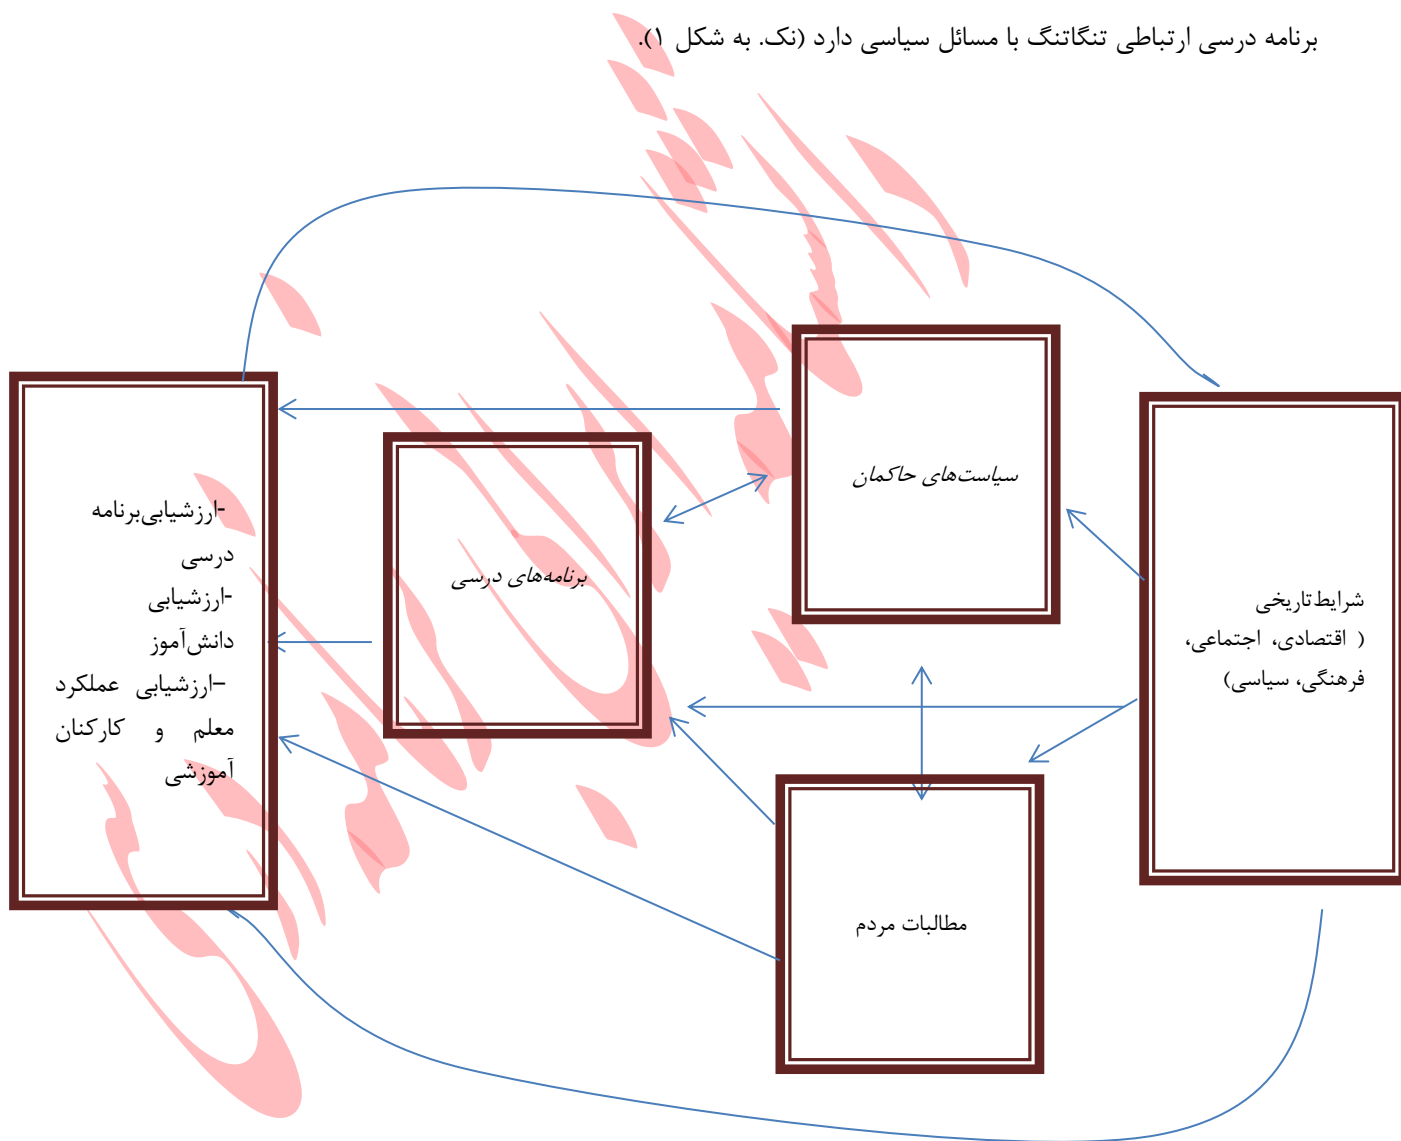 برنامه درسی ارتباطی تنگاتنگ با مسائل سیاسی دارد (نک. به شکل ۱).
شرایط تاریخی
( اقتصادی، اجتماعی،
فرهنگی، سیاسی)
سیاست‌های حاکمان
مطالبات مردم
برنامه‌های درسی
-ارزشیابی‌برنامه
درسی
-ارزشیابی
دانش‌آموز
–ارزشیابی عملکرد
معلم و کارکنان
آموزشی